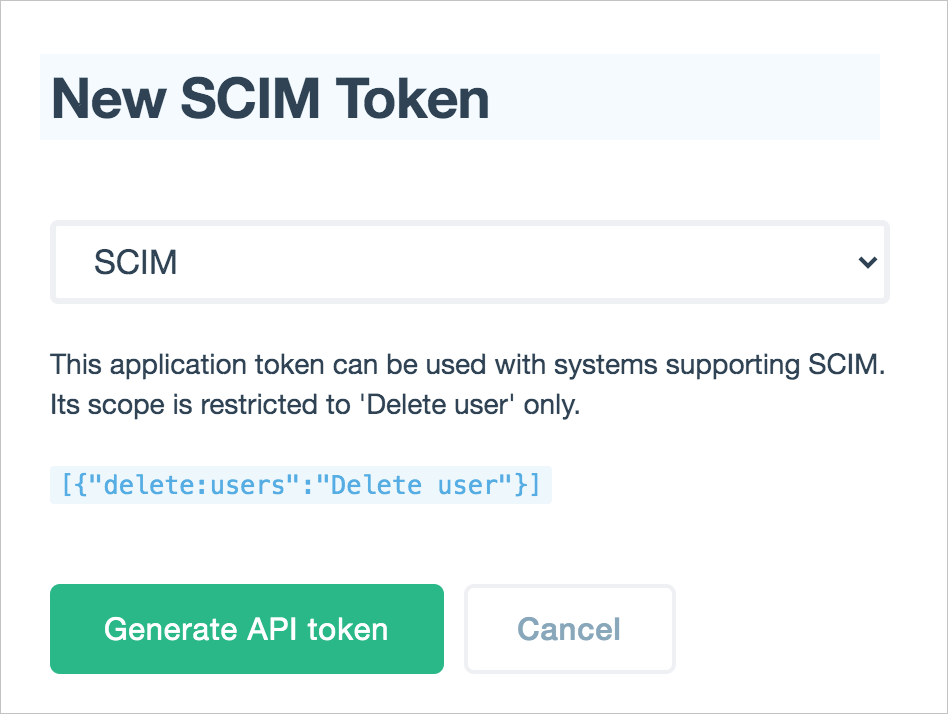 New SCIM Token
SCIM
This application token can be used with systems supporting SCIM.
Its scope is restricted to 'Delete user' only.
[{"delete:users":"Delete user"}]
Generate API token
Cancel